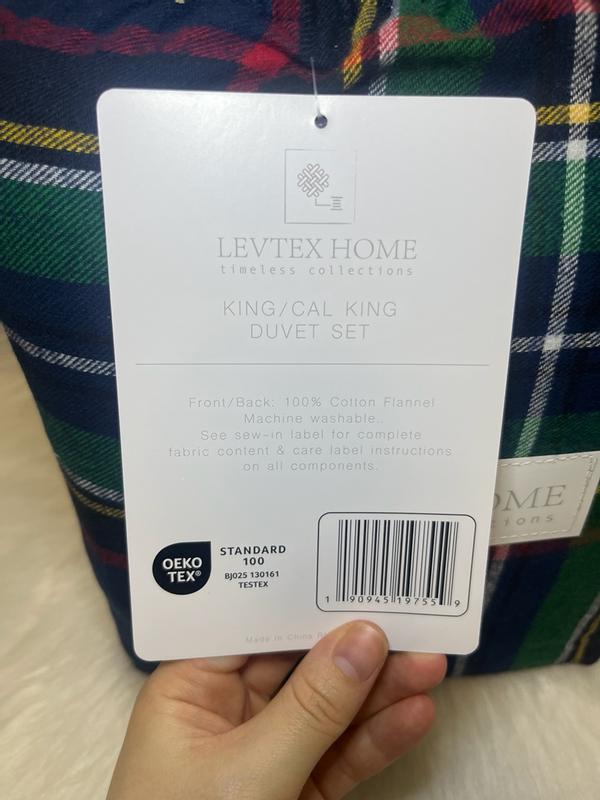 LEVTEX HOME
timeless collections
KING/CAL KING
DUVET SET
Front/Back: 100% Cotton Flannel
Machine washable..
See sew-in label for complete
fabric content & care label instructions
on all components.
OEKO
TEX®
STANDARD
100
BJ025 130161
TESTEX
1 90945 19755 9
Made in China
OME
tions